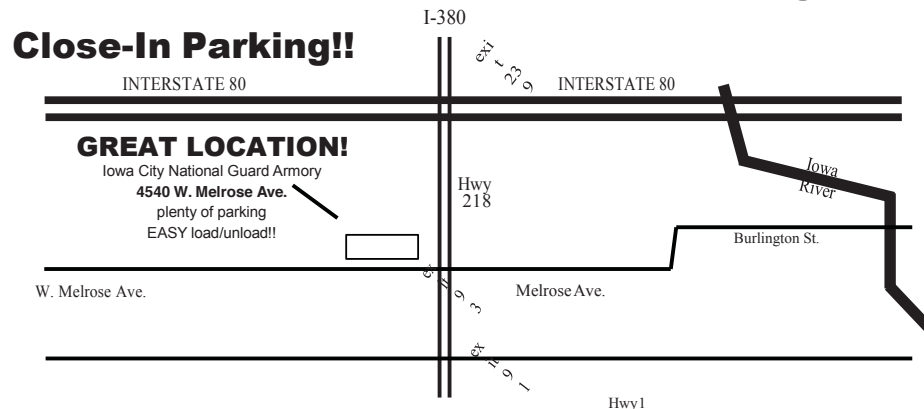 I-380
Close-In Parking!!
exit 239
INTERSTATE 80
INTERSTATE 80
GREAT LOCATION!
Iowa City National Guard Armory
4540 W. Melrose Ave.
plenty of parking
EASY load/unload!!
Hwy
218
Iowa
River
Burlington St.
W. Melrose Ave.
exit 93
Melrose Ave.
exit 91
Hwy1